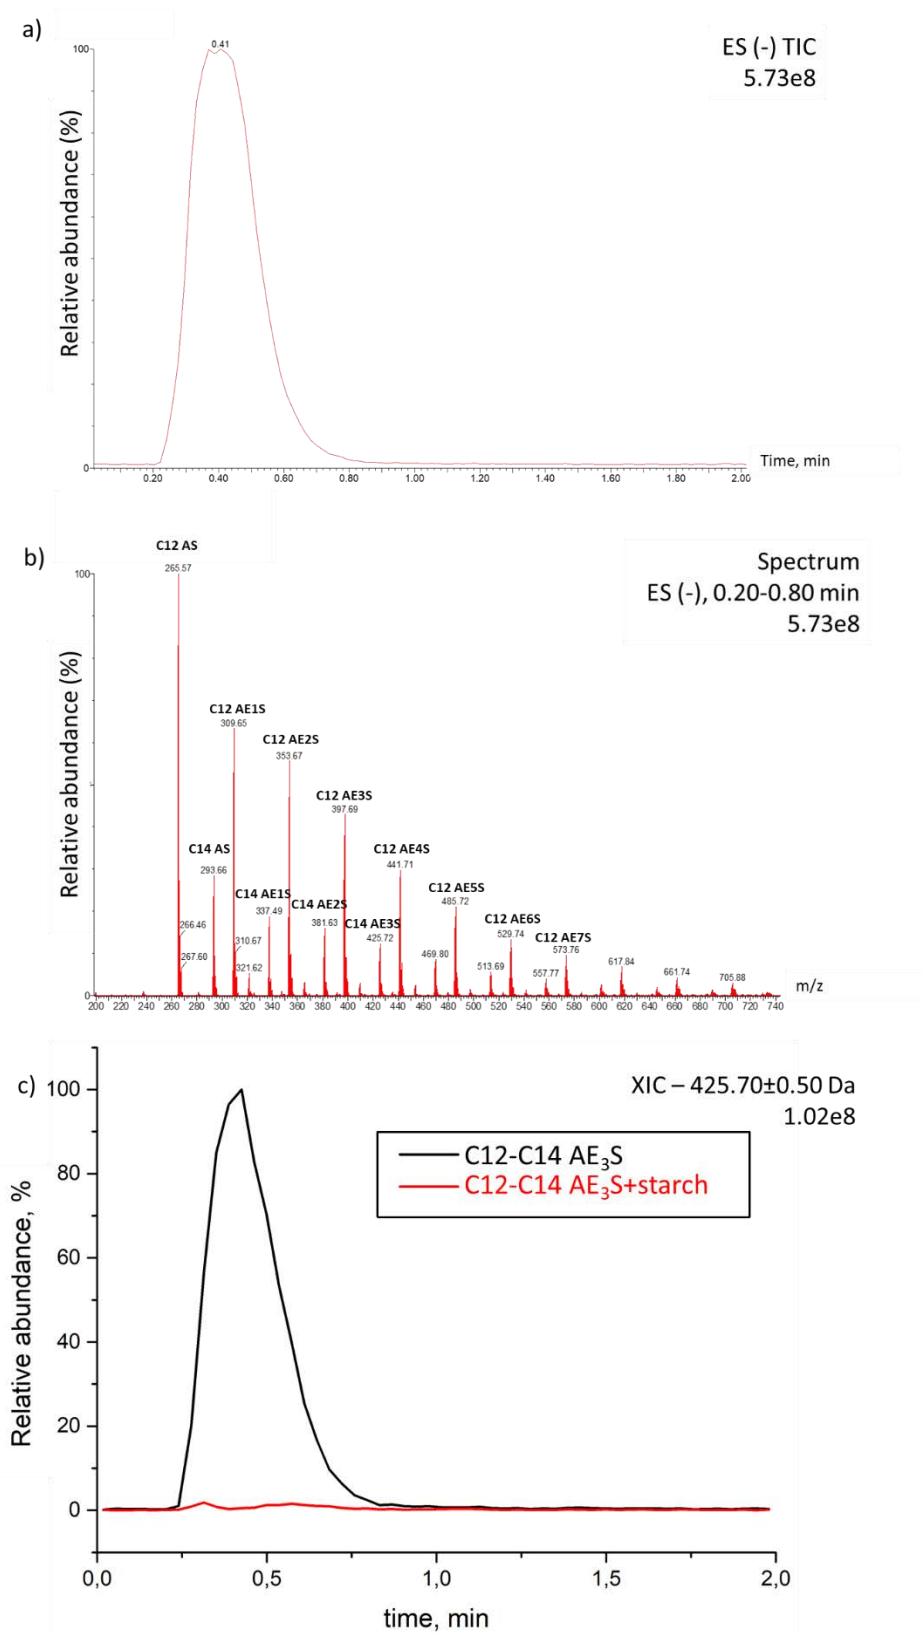 a)
ES (-) TIC
5.73e8
0.41
100
Relative abundance (%)
0
0.20 0.40 0.60 0.80 1.00 1.20 1.40 1.60 1.80 2.00
Time, min
b)
Spectrum
ES (-), 0.20-0.80 min
5.73e8
C12 AS
265.57
100
Relative abundance (%)
C12 AE1S
309.65
C12 AE2S
353.67
C12 AE3S
397.69
C14 AS
293.66
C12 AE4S
441.71
C14 AE1S
337.49
C14 AE2S
381.63
C12 AE5S
485.72
C14 AE3S
425.72
C12 AE6S
529.74
C12 AE7S
573.76
266.46
310.67
267.60
321.62
469.80
513.69
557.77
617.84
661.74
705.88
0
m/z
200 220 240 260 280 300 320 340 360 380 400 420 440 460 480 500 520 540 560 580 600 620 640 660 680 700 720 740
c)
XIC – 425.70±0.50 Da
1.02e8
C12-C14 AE₃S
C12-C14 AE₃S+starch
100
80
60
40
20
0
Relative abundance, %
0,0 0,5 1,0 1,5 2,0
time, min